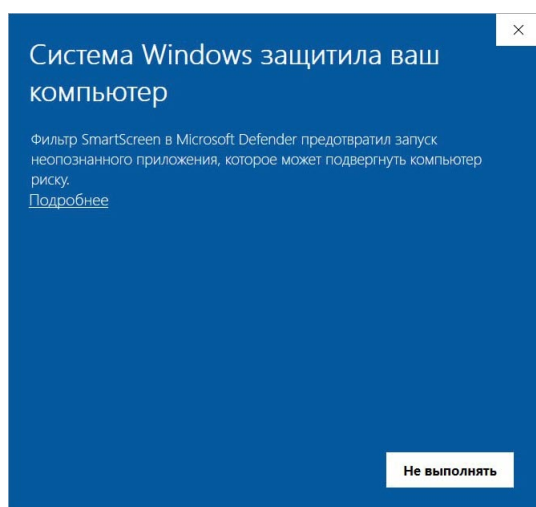 Система Windows защитила ваш
компьютер
Фильтр SmartScreen в Microsoft Defender предотвратил запуск
неопознанного приложения, которое может подвергнуть компьютер
риску.
Подробнее
Не выполнять